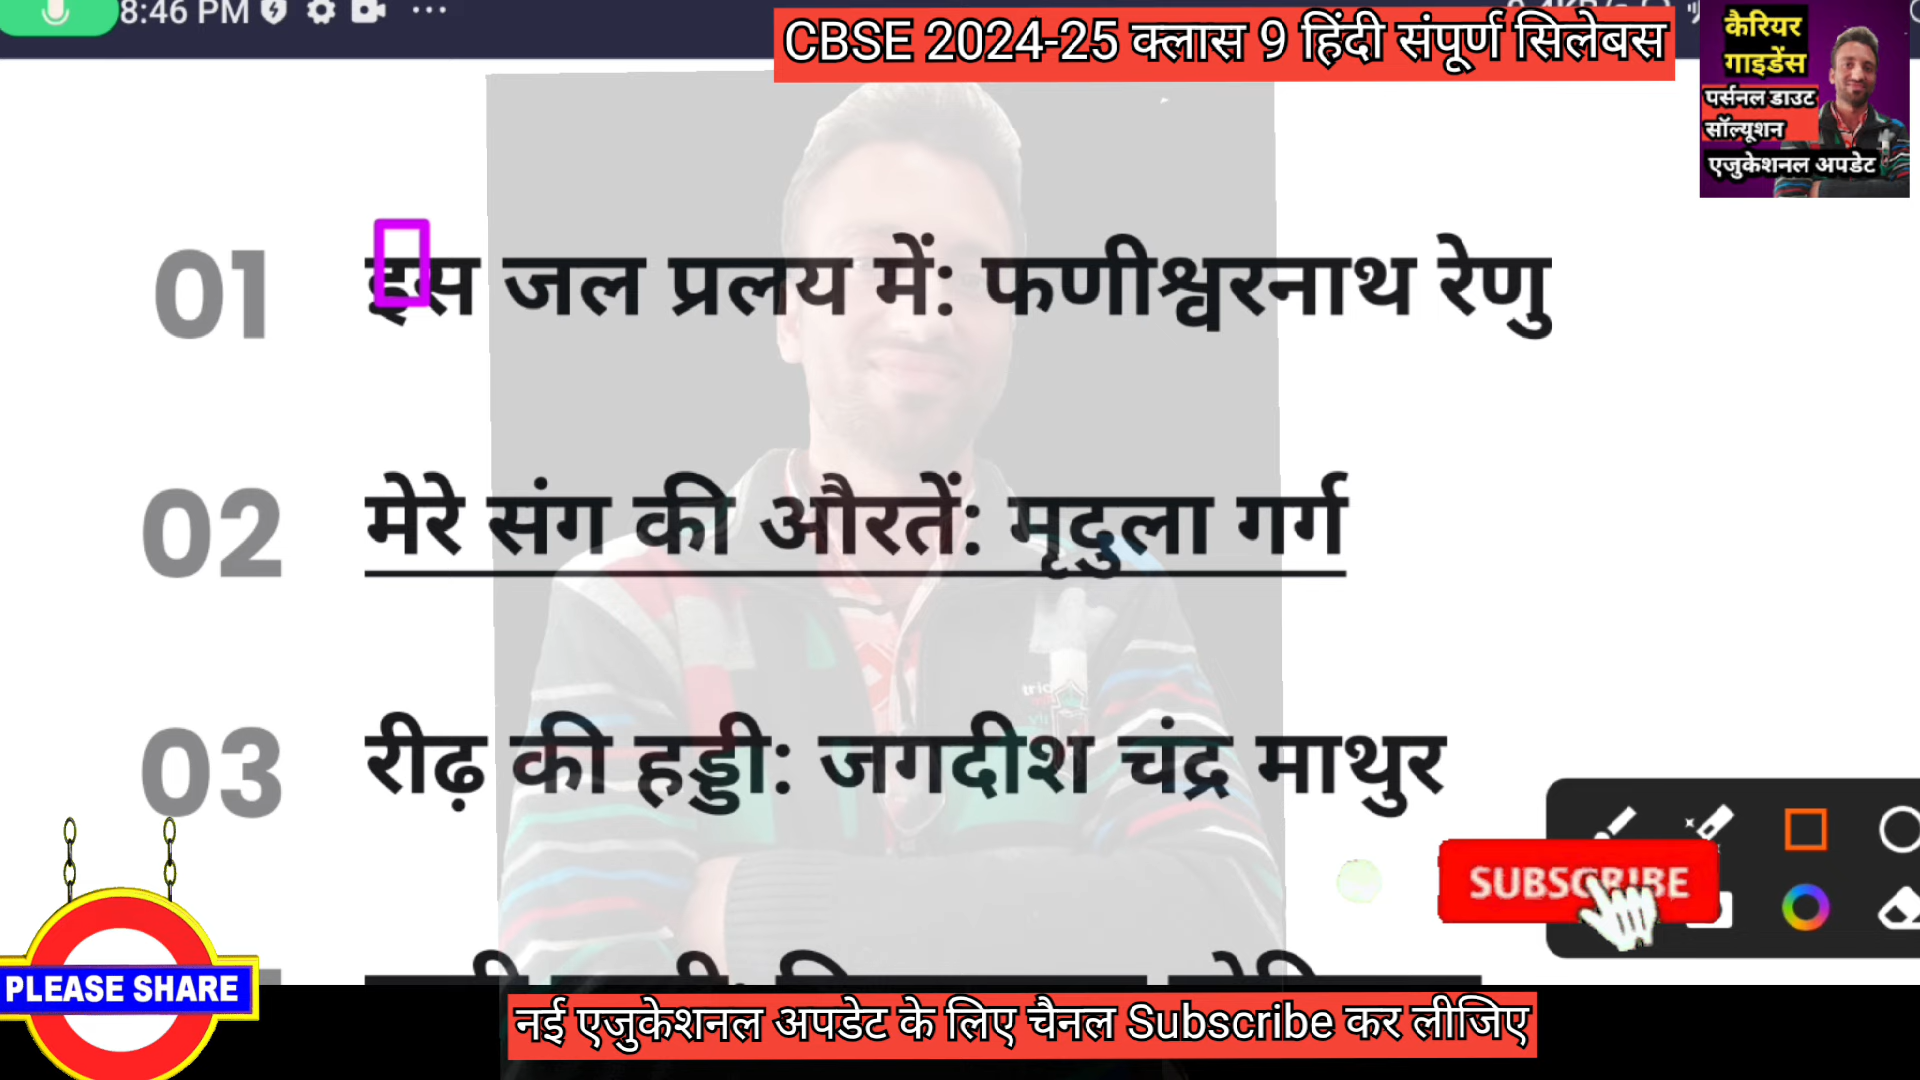 8:46 PM
CBSE 2024-25 क्लास 9 हिंदी संपूर्ण सिलेबस
कैरियर
गाइडेंस
पर्सनल डाउट
सॉल्यूशन
एजुकेशनल अपडेट
01 इस जल प्रलय में: फणीश्वरनाथ रेणु
02 मेरे संग की औरतें: मृदुला गर्ग
03 रीढ़ की हड्डी: जगदीश चंद्र माथुर
SUBSCRIBE
PLEASE SHARE
नई एजुकेशनल अपडेट के लिए चैनल Subscribe कर लीजिए